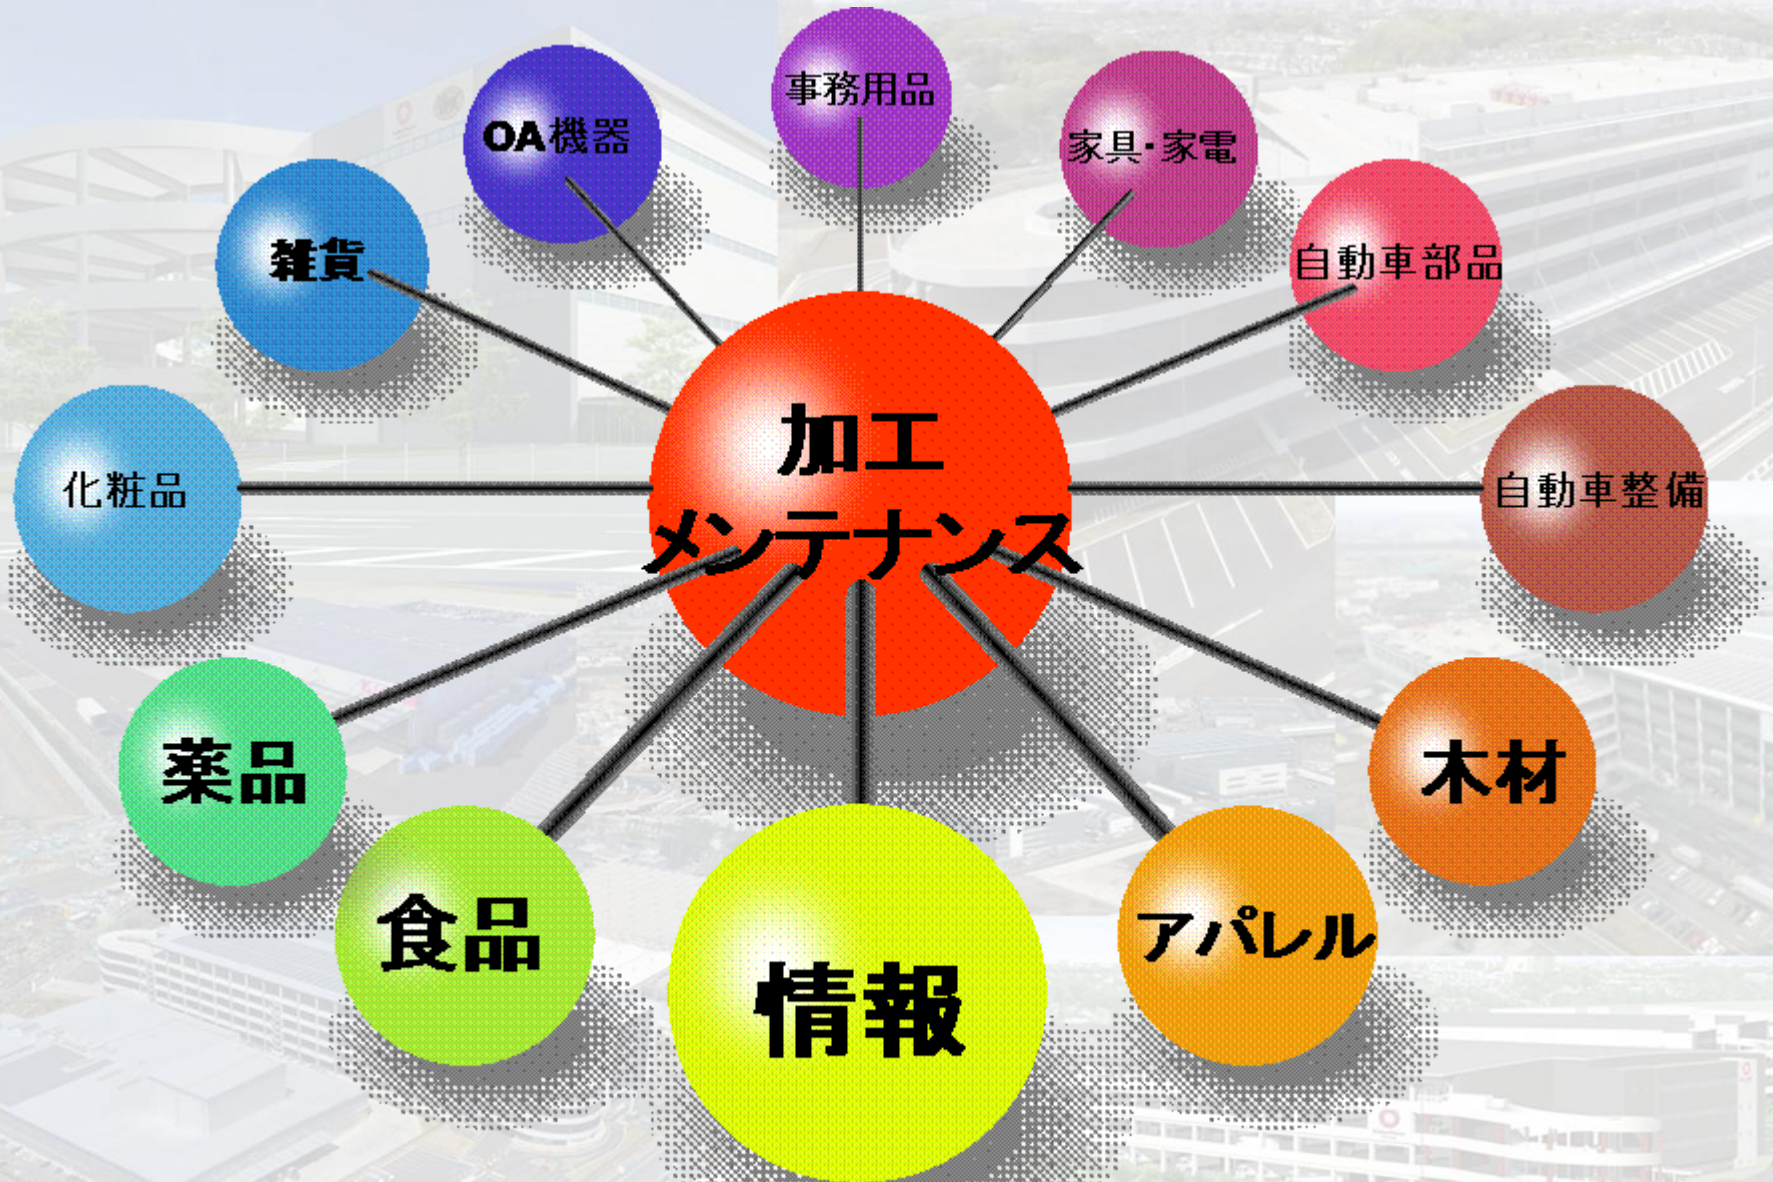 事務用品
OA機器
家具・家電
雑貨
自動車部品
加工
メンテナンス
化粧品
自動車整備
薬品
木材
食品
アパレル
情報